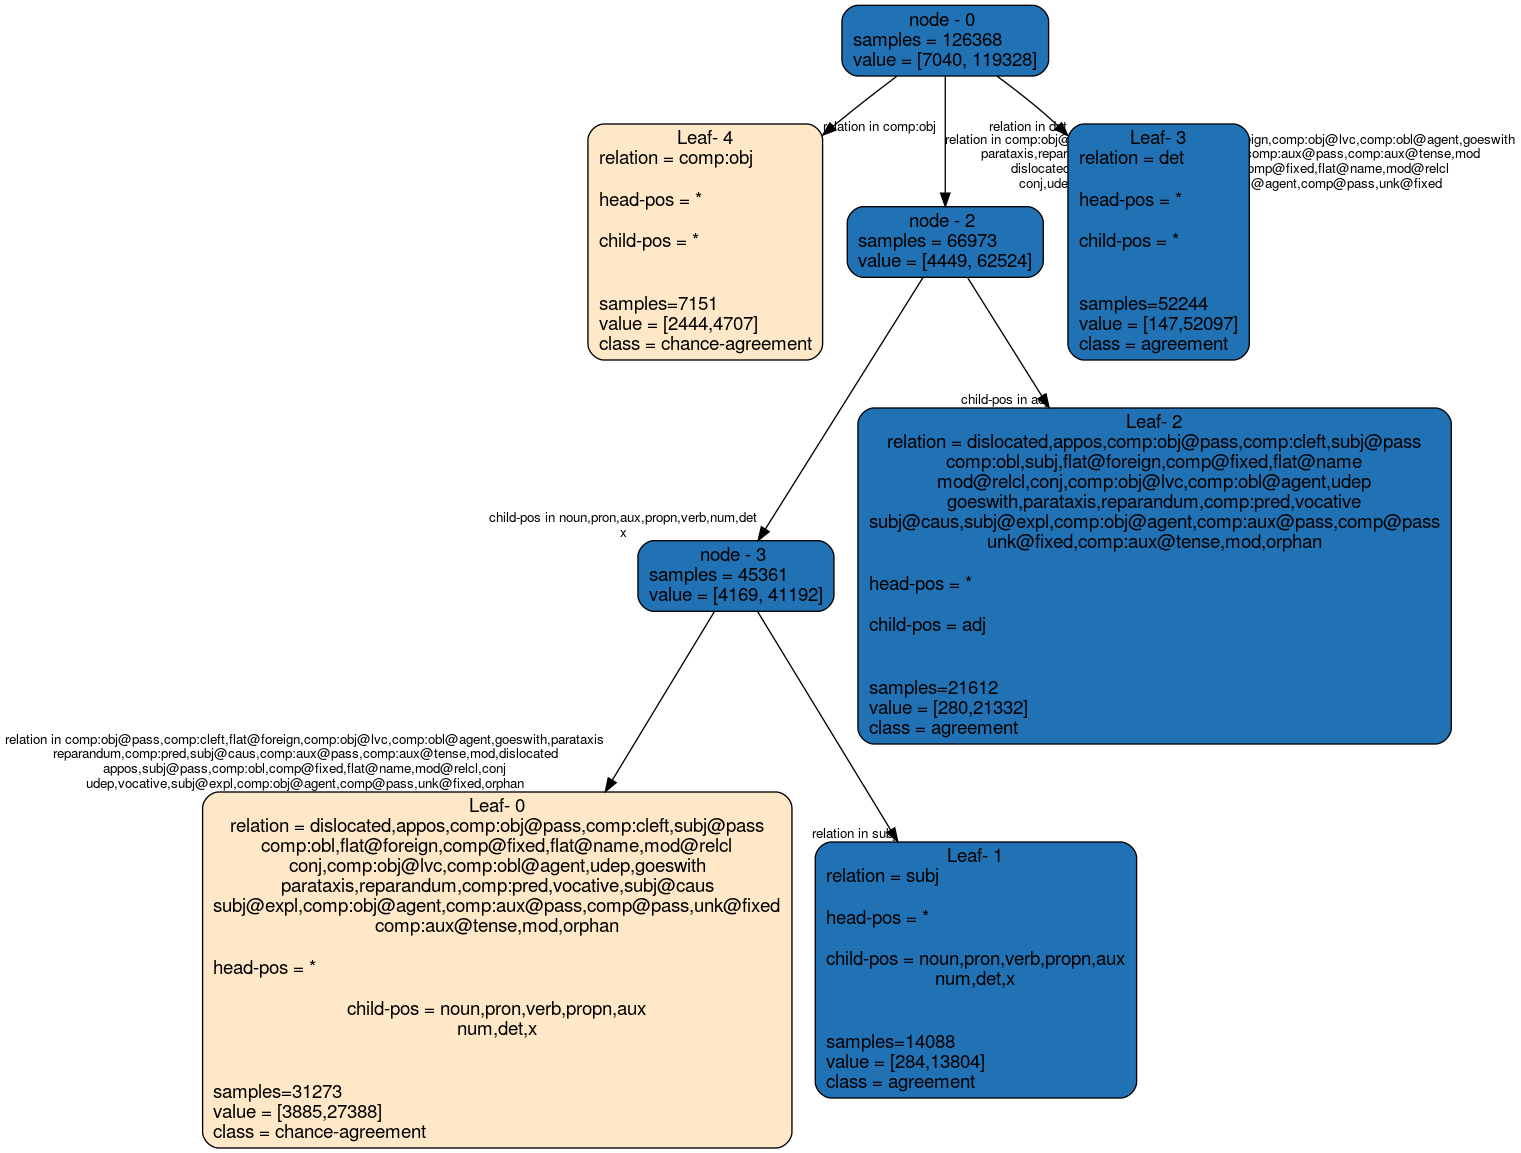 node - 0
samples = 126368
value = [7040, 119328]
relation in comp:obj
relation in
relation in
parataxis
dislocated
eign,comp:obj@lvc,comp:obl@agent,goeswith
comp:aux@pass,comp:aux@tense,mod
omp@fixed,flat@name,mod@relcl
@agent,comp@pass,unk@fixed
Leaf- 4
relation = comp:obj
head-pos = *
child-pos = *
samples=7151
value = [2444,4707]
class = chance-agreement
Leaf- 3
relation = det
head-pos = *
child-pos = *
samples=52244
value = [147,52097]
class = agreement
node - 2
samples = 66973
value = [4449, 62524]
child-pos in
Leaf- 2
relation = dislocated,appos,comp:obj@pass,comp:cleft,subj@pass
comp:obl,subj,flat@foreign,comp@fixed,flat@name
mod@relcl,conj,comp:obj@lvc,comp:obl@agent,udep
goeswith,parataxis,reparandum,comp:pred,vocative
subj@caus,subj@expl,comp:obj@agent,comp:aux@pass,comp@pass
unk@fixed,comp:aux@tense,mod,orphan
head-pos = *
child-pos = adj
samples=21612
value = [280,21332]
class = agreement
child-pos in noun,pron,aux,propn,verb,num,det
x
node - 3
samples = 45361
value = [4169, 41192]
relation in comp:obj@pass,comp:cleft,flat@foreign,comp:obj@lvc,comp:obl@agent,goeswith,parataxis
reparandum,comp:pred,subj@caus,comp:aux@pass,comp:aux@tense,mod,dislocated
appos,subj@pass,comp:obl,comp@fixed,flat@name,mod@relcl,conj
udep,vocative,subj@expl,comp:obj@agent,comp@pass,unk@fixed,orphan
Leaf- 0
relation = dislocated,appos,comp:obj@pass,comp:cleft,subj@pass
comp:obl,flat@foreign,comp@fixed,flat@name,mod@relcl
conj,comp:obj@lvc,comp:obl@agent,udep,goeswith
parataxis,reparandum,comp:pred,vocative,subj@caus
subj@expl,comp:obj@agent,comp:aux@pass,comp@pass,unk@fixed
comp:aux@tense,mod,orphan
head-pos = *
child-pos = noun,pron,verb,propn,aux
num,det,x
samples=31273
value = [3885,27388]
class = chance-agreement
relation in subj
Leaf- 1
relation = subj
head-pos = *
child-pos = noun,pron,verb,propn,aux
num,det,x
samples=14088
value = [284,13804]
class = agreement